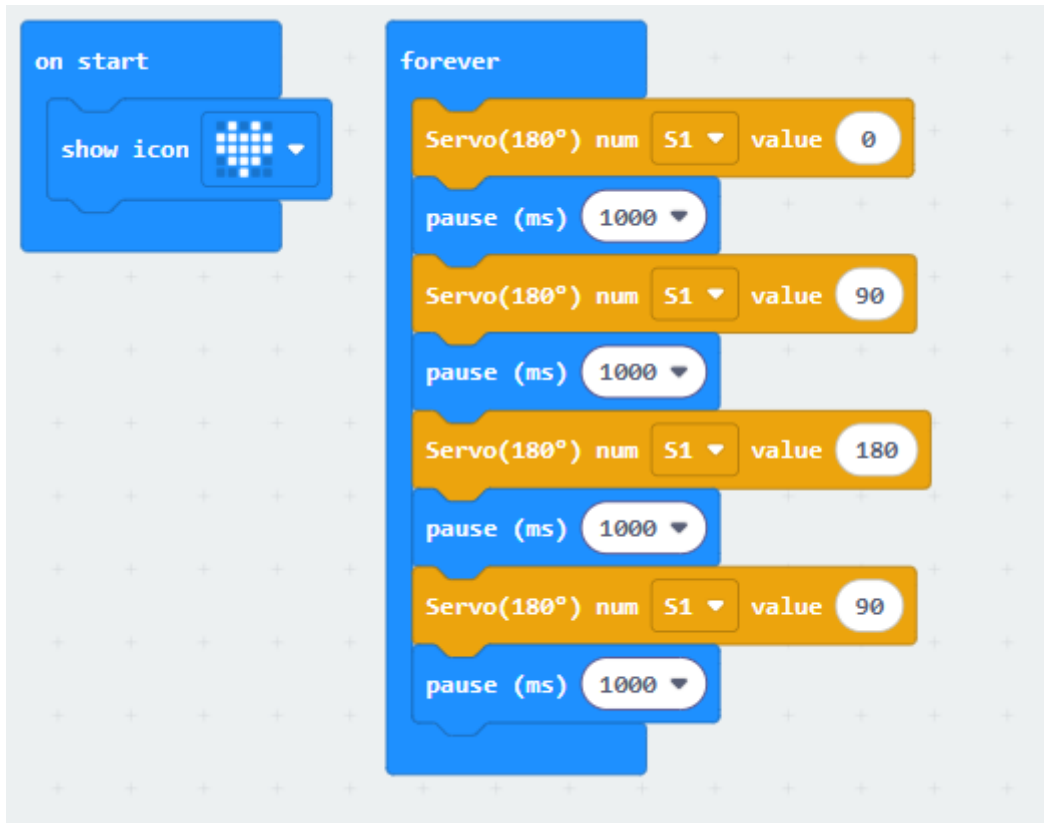 on start
show icon
forever
Servo(180°) num S1 value 0
pause (ms) 1000
Servo(180°) num S1 value 90
pause (ms) 1000
Servo(180°) num S1 value 180
pause (ms) 1000
Servo(180°) num S1 value 90
pause (ms) 1000